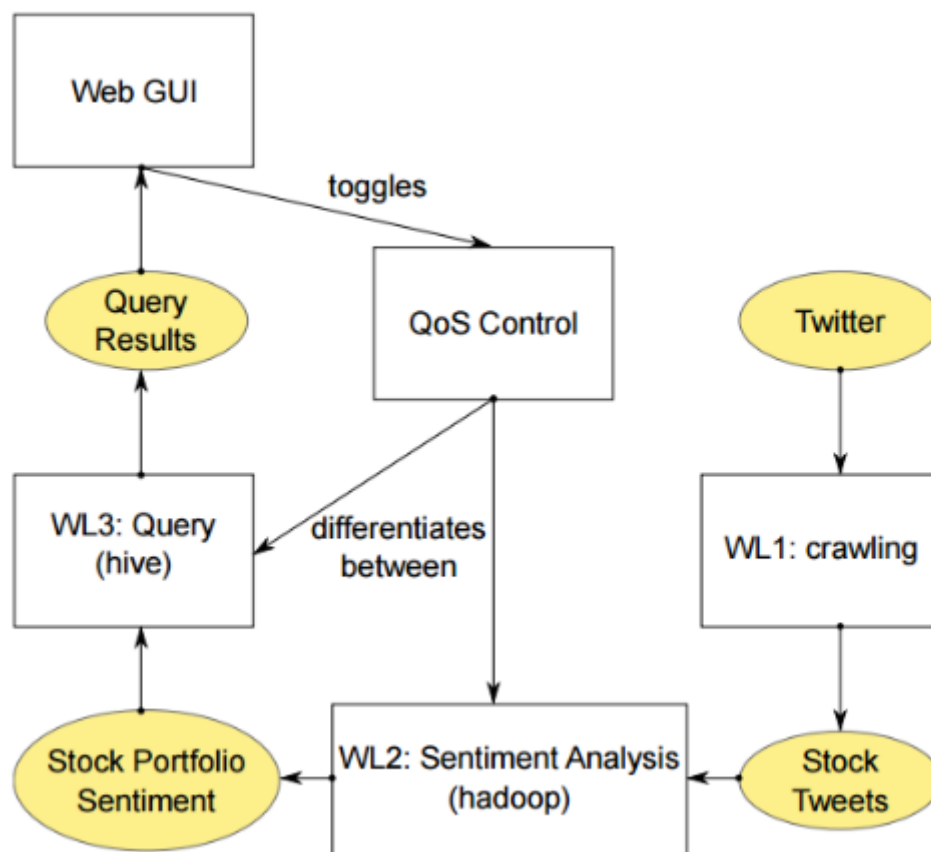 Web GUI
toggles
Query
Results
QoS Control
Twitter
WL3: Query
(hive)
differentiates
between
WL1: crawling
Stock Portfolio
Sentiment
WL2: Sentiment Analysis
(hadoop)
Stock
Tweets